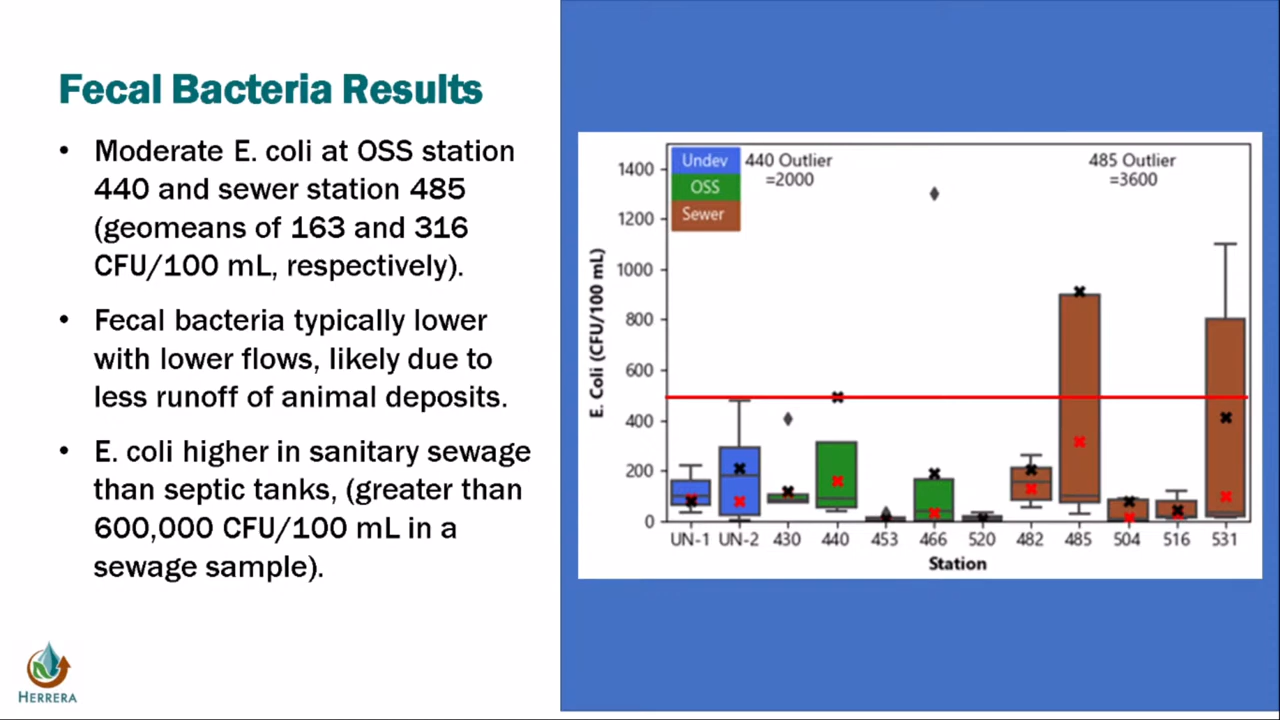 Fecal Bacteria Results
• Moderate E. coli at OSS station
440 and sewer station 485
(geomeans of 163 and 316
CFU/100 mL, respectively).
• Fecal bacteria typically lower
with lower flows, likely due to
less runoff of animal deposits.
• E. coli higher in sanitary sewage
than septic tanks, (greater than
600,000 CFU/100 mL in a
sewage sample).
HERRERA
Undev
OSS
Sewer
440 Outlier
=2000
485 Outlier
=3600
E. Coli (CFU/100 mL)
1400
1200
1000
800
600
400
200
0
UN-1 UN-2 430 440 453 466 520 482 485 504 516 531
Station